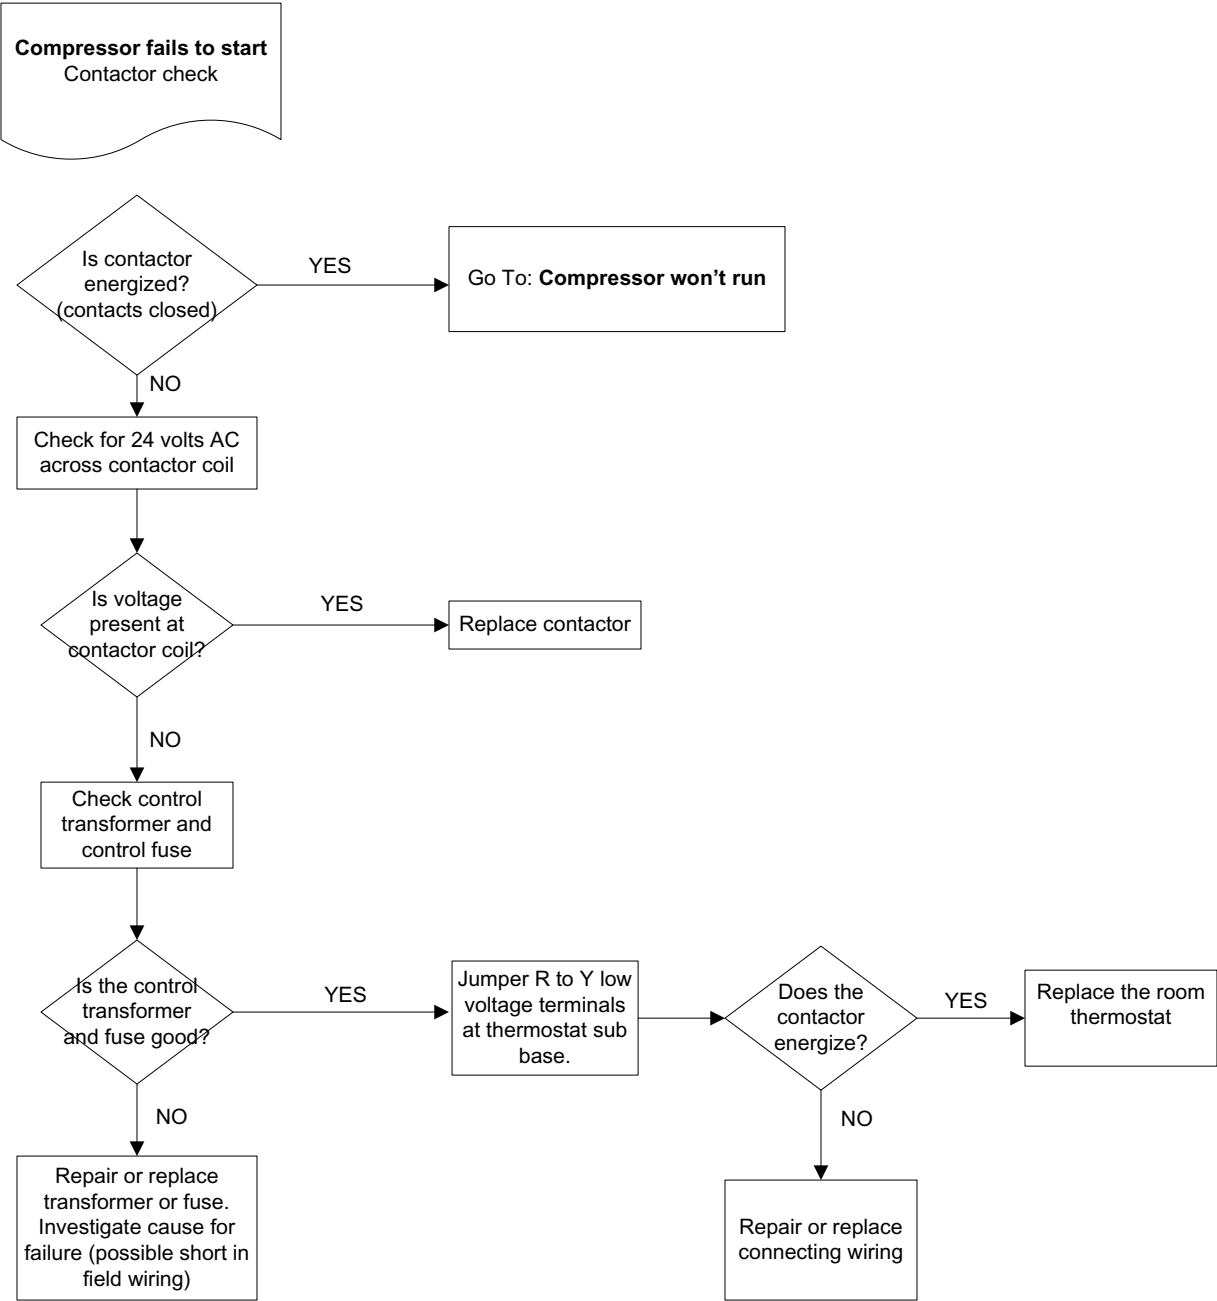 Compressor fails to start
Contactor check
Is contactor
energized?
(contacts closed)
YES
Go To: Compressor won’t run
NO
Check for 24 volts AC
across contactor coil
Is voltage
present at
contactor coil?
YES
Replace contactor
NO
Check control
transformer and
control fuse
Is the control
transformer
and fuse good?
YES
Jumper R to Y low
voltage terminals
at thermostat sub
base.
Does the
contactor
energize?
YES
Replace the room
thermostat
NO
Repair or replace
transformer or fuse.
Investigate cause for
failure (possible short in
field wiring)
NO
Repair or replace
connecting wiring